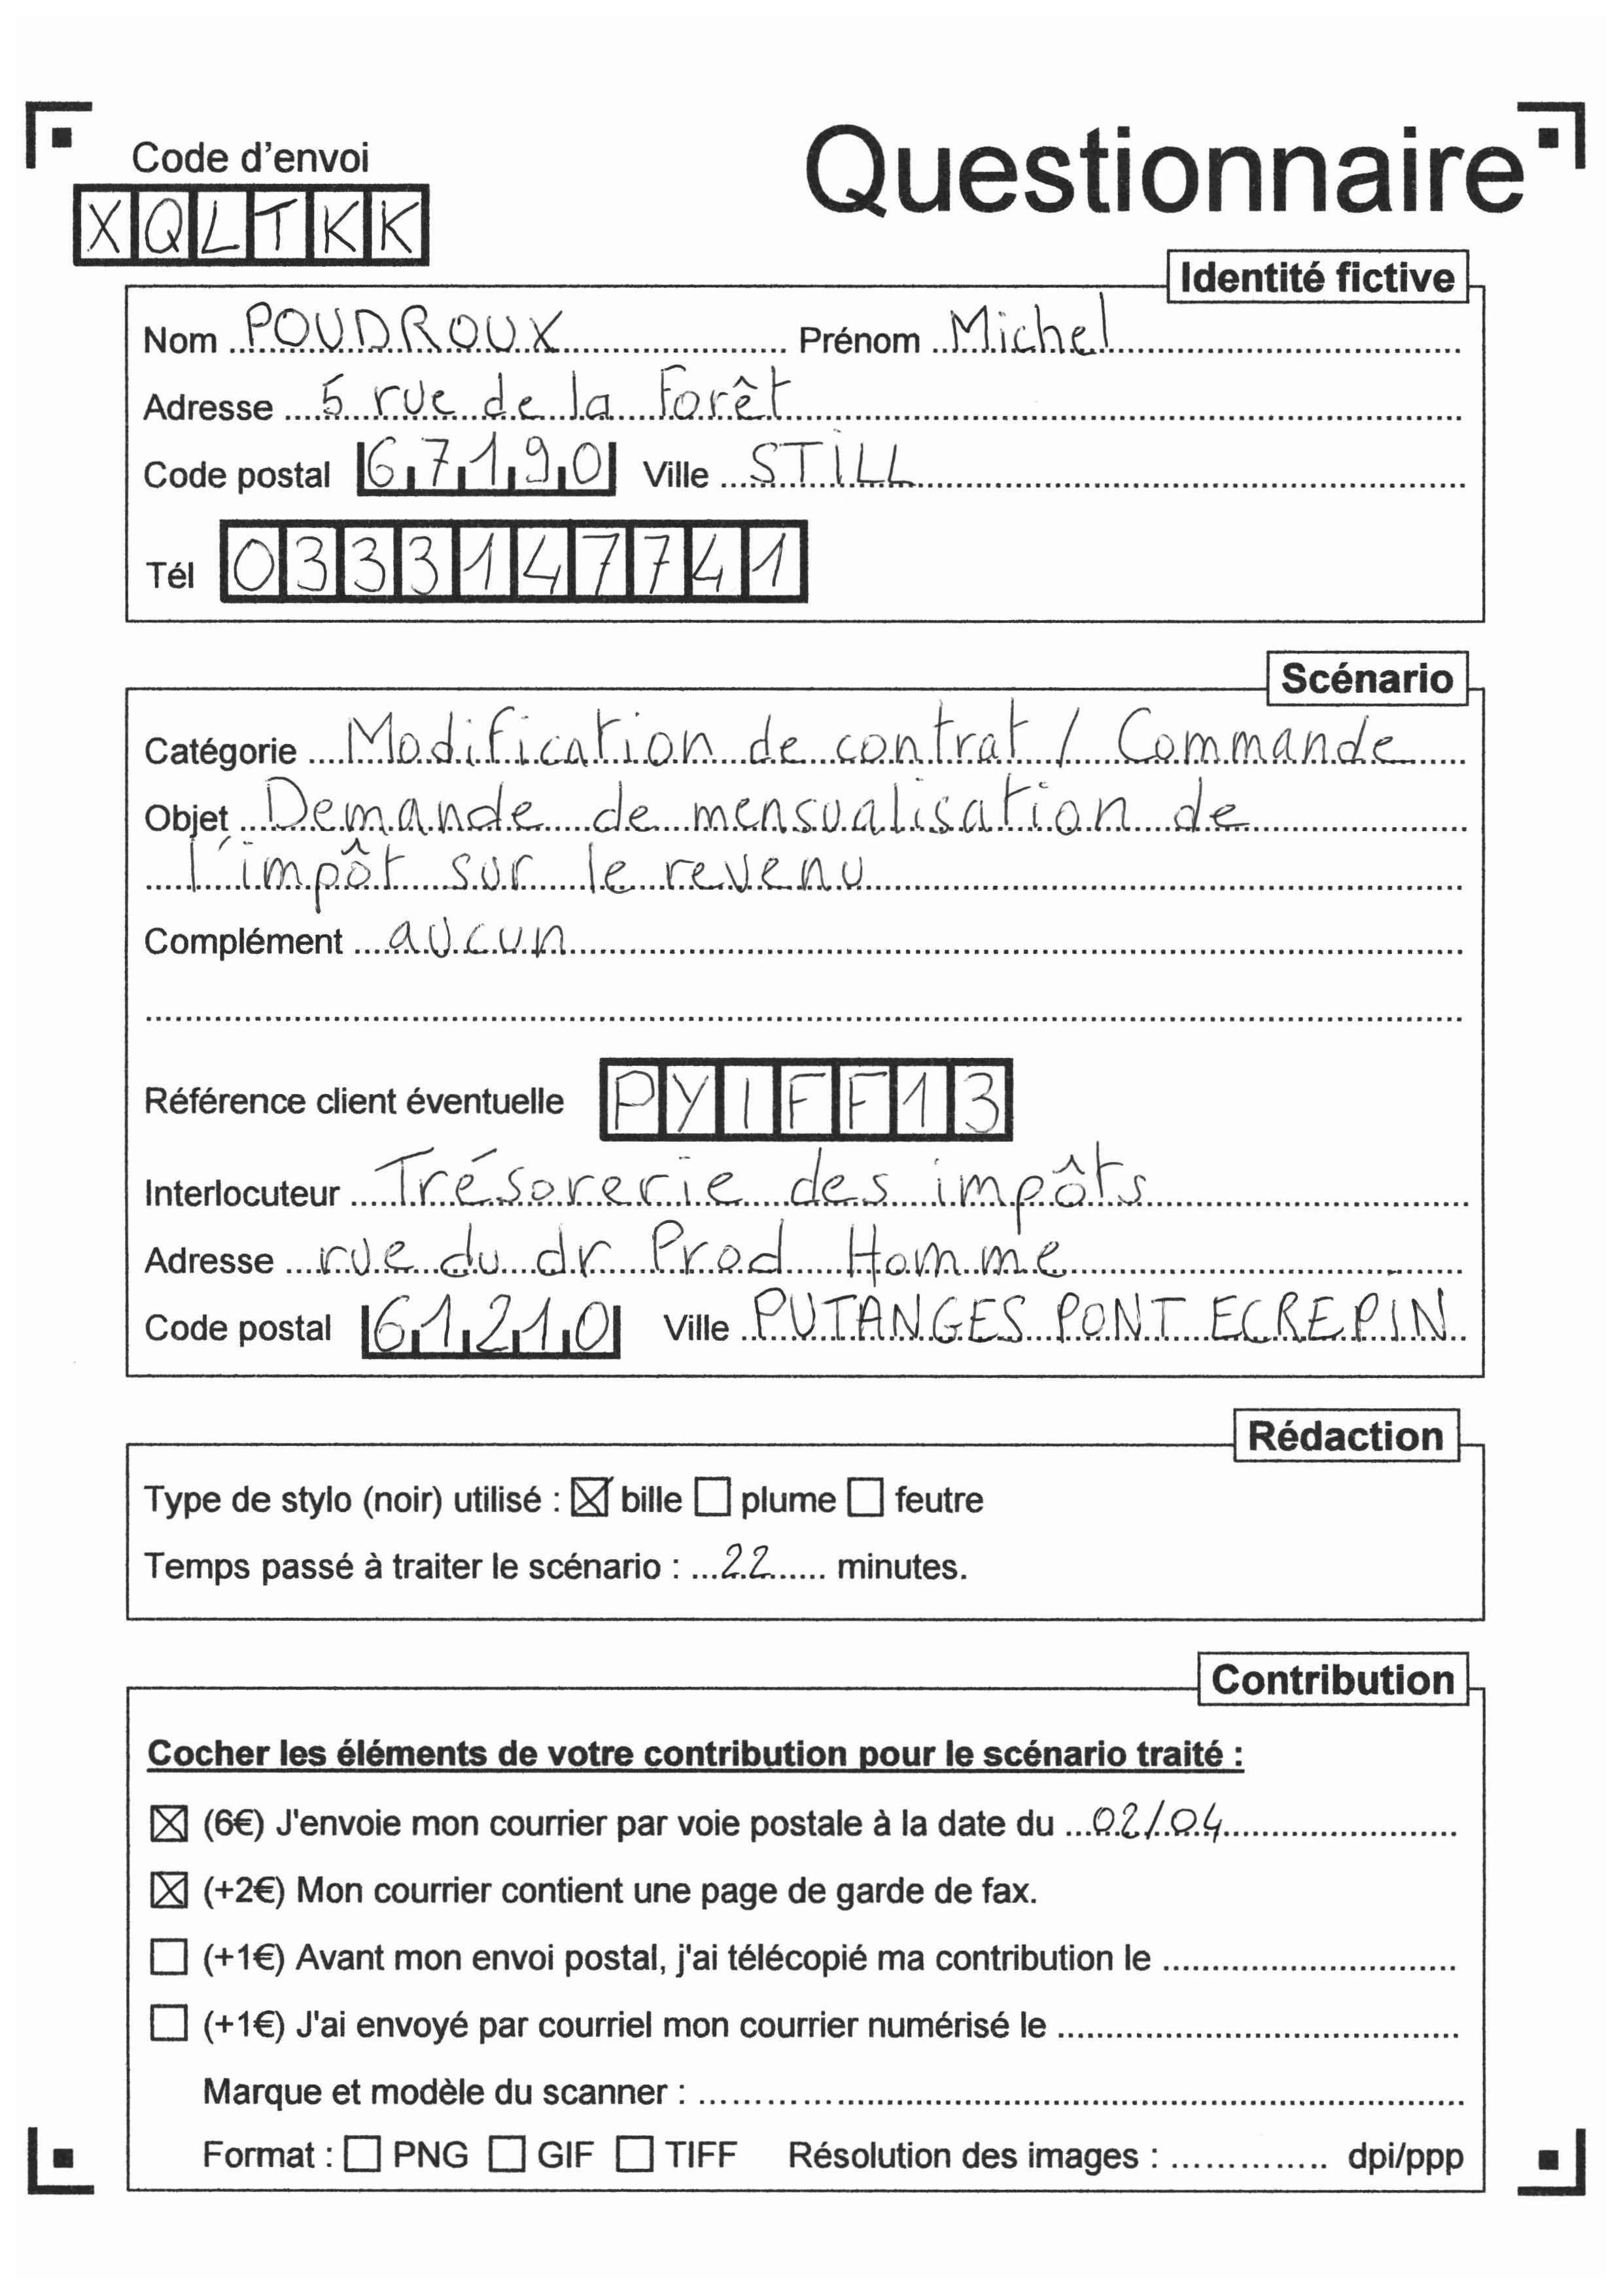 Code d'envoi
Questionnaire
XQLTKK
Identité fictive
Nom POUDROUX Prénom Michel
Adresse 5 rue de la Forêt
Code postal 67190 Ville STILL
Tél 0333147741
Scénario
Catégorie Modification de contrat / Commande
Objet Demande de mensualisation de
l'impôt sur le revenu
Complément aucun
Référence client éventuelle PYIFF13
Interlocuteur Trésorerie des impôts
Adresse rue du dr Prod Homme
Code postal 61210 Ville PUTANGES PONT ECREPIN
Rédaction
Type de stylo (noir) utilisé : ☒ bille ☐ plume ☐ feutre
Temps passé à traiter le scénario : 22 minutes.
Contribution
Cocher les éléments de votre contribution pour le scénario traité :
☒ (6€) J'envoie mon courrier par voie postale à la date du 02/04
☒ (+2€) Mon courrier contient une page de garde de fax.
☐ (+1€) Avant mon envoi postal, j'ai télécopié ma contribution le
☐ (+1€) J'ai envoyé par courriel mon courrier numérisé le
Marque et modèle du scanner :
Format : ☐ PNG ☐ GIF ☐ TIFF Résolution des images : dpi/ppp